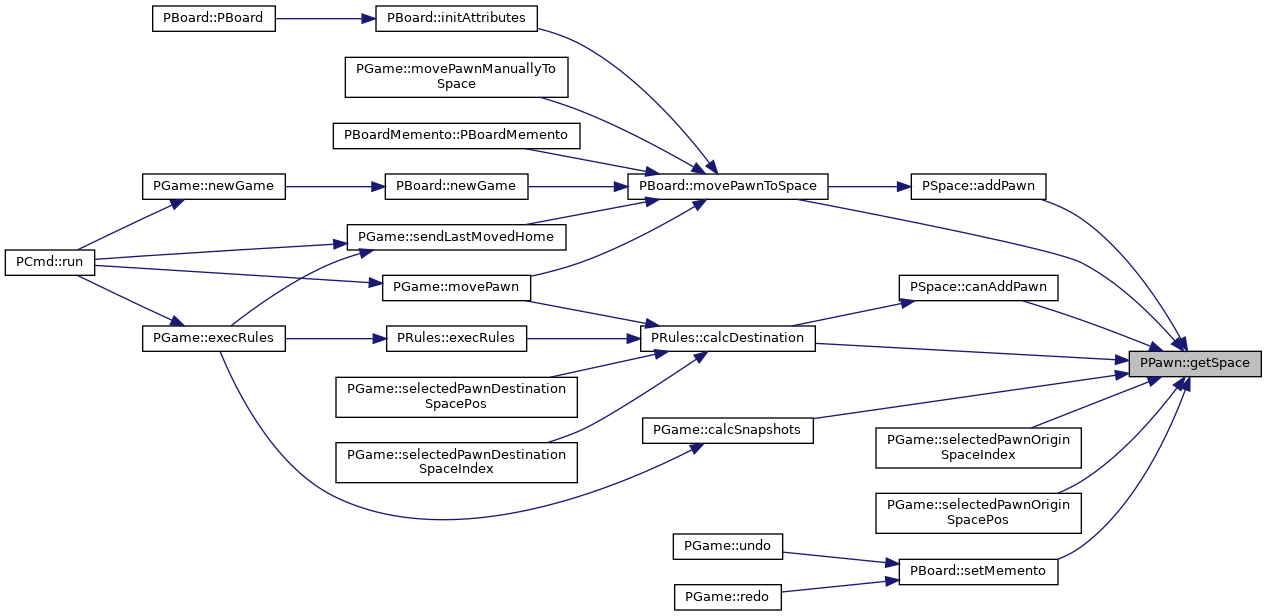 PBoard::PBoard
PBoard::initAttributes
PGame::movePawnManuallyTo
Space
PBoardMemento::PBoardMemento
PGame::newGame
PBoard::newGame
PBoard::movePawnToSpace
PSpace::addPawn
PGame::sendLastMovedHome
PCmd::run
PGame::movePawn
PSpace::canAddPawn
PGame::execRules
PRules::execRules
PRules::calcDestination
PPawn::getSpace
PGame::selectedPawnDestination
SpacePos
PGame::calcSnapshots
PGame::selectedPawnOrigin
SpaceIndex
PGame::selectedPawnDestination
SpaceIndex
PGame::selectedPawnOrigin
SpacePos
PGame::undo
PBoard::setMemento
PGame::redo